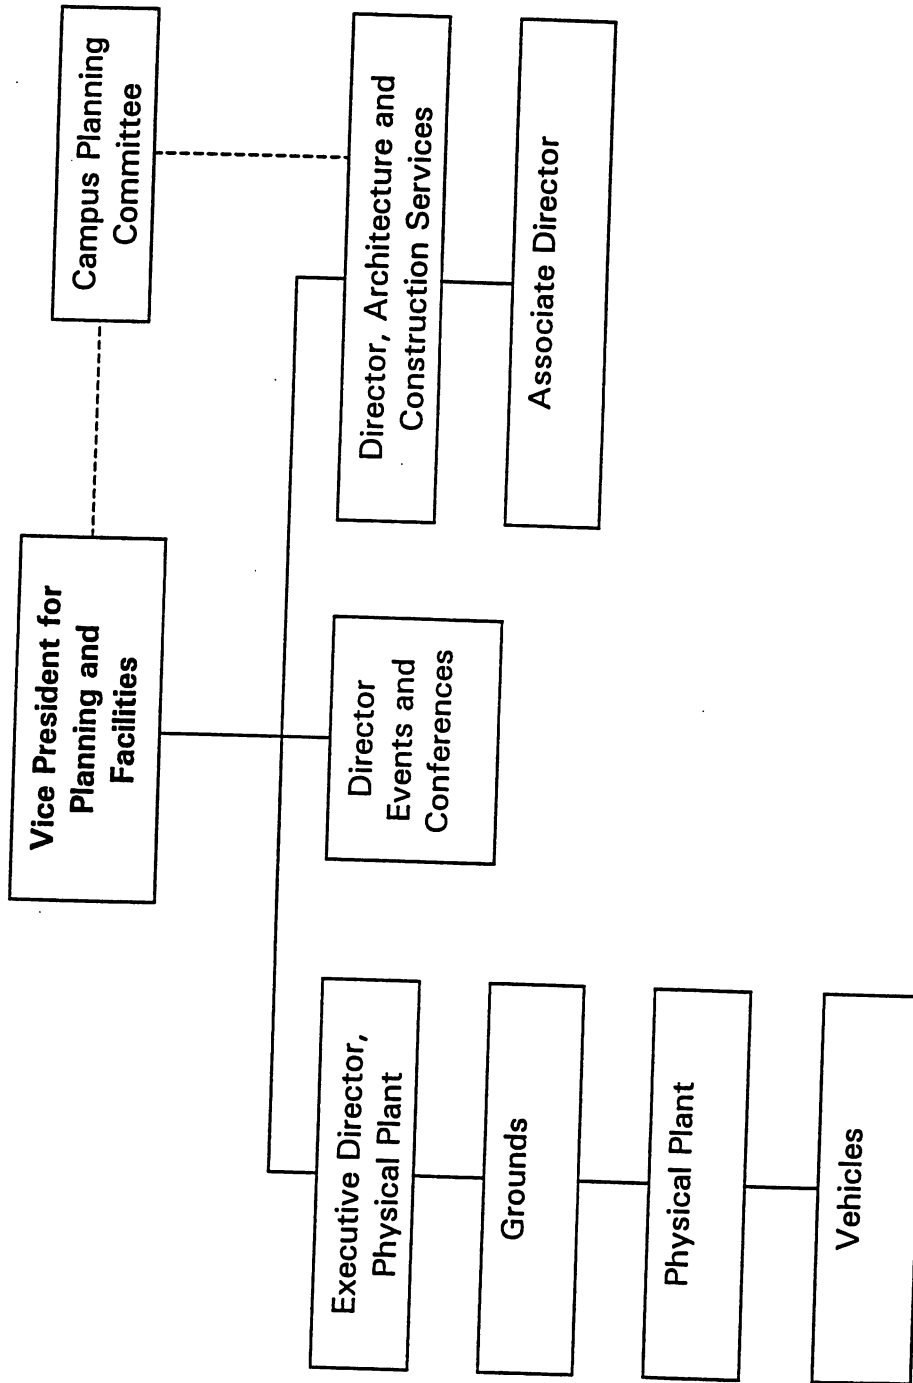 Vice President for
Planning and
Facilities
Campus Planning
Committee
Executive Director,
Physical Plant
Director
Events and
Conferences
Director, Architecture and
Construction Services
Grounds
Associate Director
Physical Plant
Vehicles